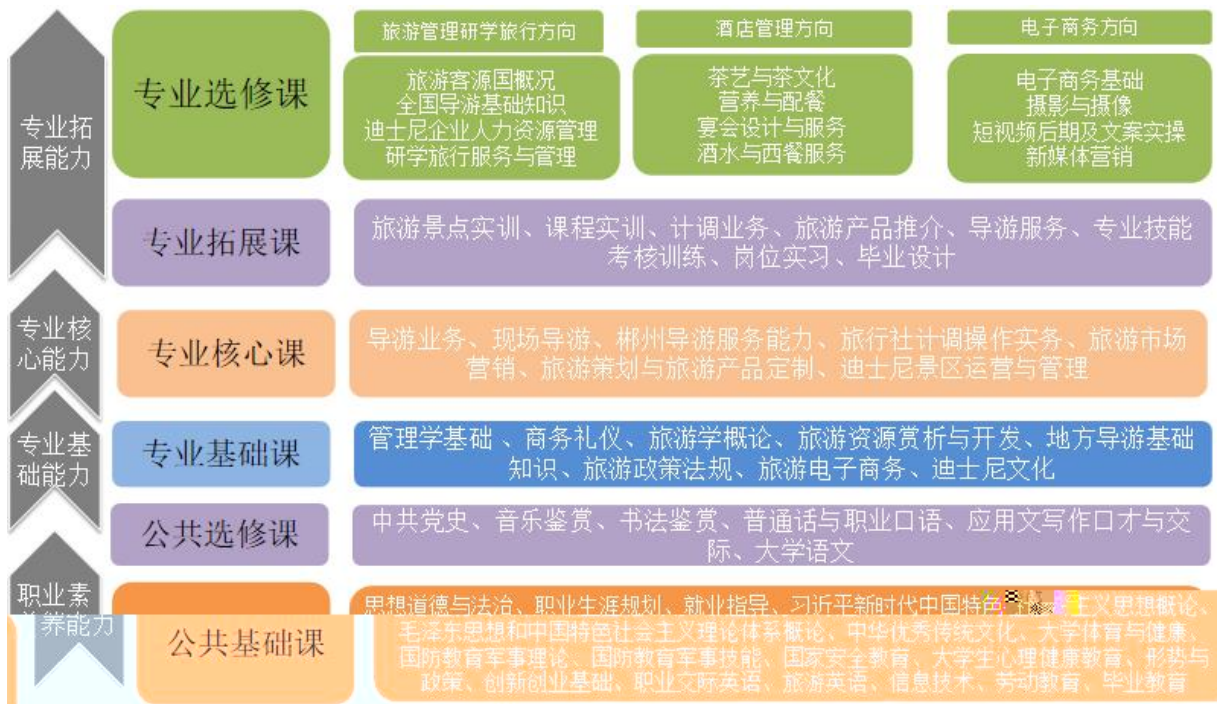 专业拓
展能力
专业选修课
旅游管理研学旅行方向
旅游客源国概况
全国导游基础知识
迪士尼企业人力资源管理
研学旅行服务与管理
酒店管理方向
茶艺与茶文化
营养与配餐
宴会设计与服务
酒水与西餐服务
电子商务方向
电子商务基础
摄影与摄像
短视频后期及文案实操
新媒体营销
专业拓展课
旅游景点实训、课程实训、计调业务、旅游产品推介、导游服务、专业技能
考核训练、岗位实习、毕业设计
专业核
心能力
专业核心课
导游业务、现场导游、郴州导游服务能力、旅行社计调操作实务、旅游市场
营销、旅游策划与旅游产品定制、迪士尼景区运营与管理
专业基
础能力
专业基础课
管理学基础 、商务礼仪、旅游学概论、旅游资源赏析与开发、地方导游基础
知识、旅游政策法规、旅游电子商务、迪士尼文化
公共选修课
中共党史、音乐鉴赏、书法鉴赏、普通话与职业口语、应用文写作口才与交
际、大学语文
职业素
养能力
公共基础课
思想道德与法治、职业生涯规划、就业指导、习近平新时代中国特色 主义思想概论、
毛泽东思想和中国特色社会主义理论体系概论、中华优秀传统文化、大学体育与健康、
国防教育军事理论、国防教育军事技能、国家安全教育、大学生心理健康教育、形势与
政策、创新创业基础、职业交际英语、旅游英语、信息技术、劳动教育、毕业教育